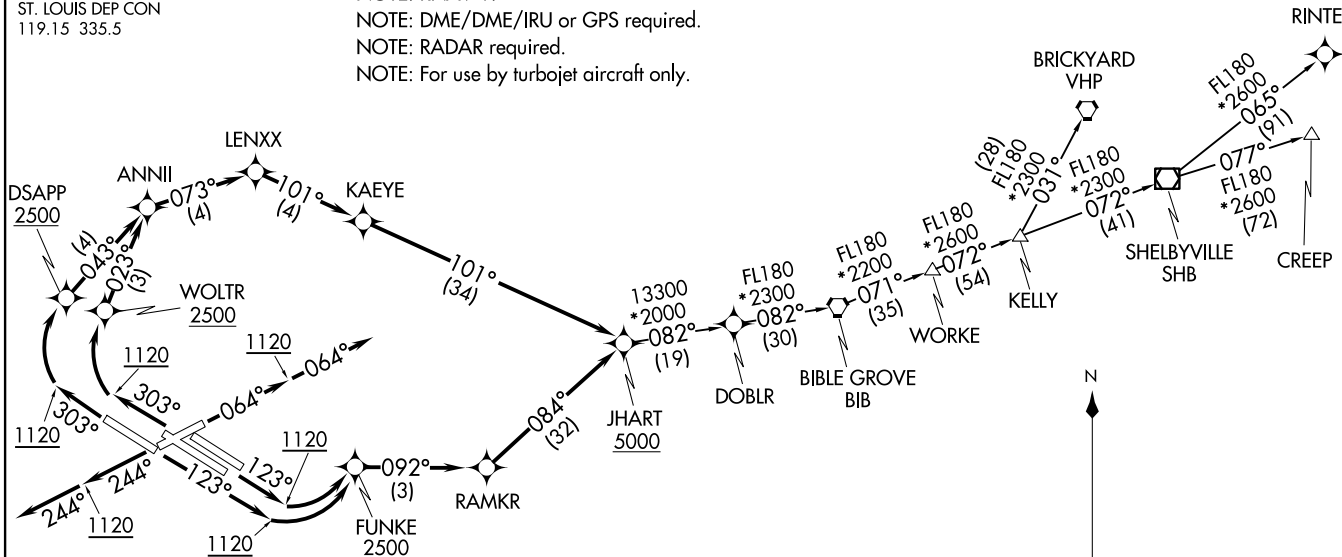 ST. LOUIS DEP CON
119.15 335.5
NOTE: DME/DME/IRU or GPS required.
NOTE: RADAR required.
NOTE: For use by turbojet aircraft only.
RINTE
BRICKYARD
VHP
FL180
*2600
065°
(91)
077°
FL180
*2600
(72)
CREEP
(28)
FL180
*2300
031°
FL180
*2300
072°
(41)
SHELBYVILLE
SHB
LENXX
ANNII
073°
(4)
101°
(4)
KAEYE
DSAPP
2500
043°
(4)
023°
(3)
WOLTR
2500
101°
(34)
13300
*2000
082°
(19)
FL180
*2300
082°
(30)
FL180
*2200
071°
(35)
FL180
*2600
072°
(54)
KELLY
WORKE
BIBLE GROVE
BIB
DOBLR
JHART
5000
1120
064°
1120
064°
303°
303°
1120
1120
123°
123°
244°
244°
1120
1120
FUNKE
2500
092°
(3)
RAMKR
084°
(32)
N